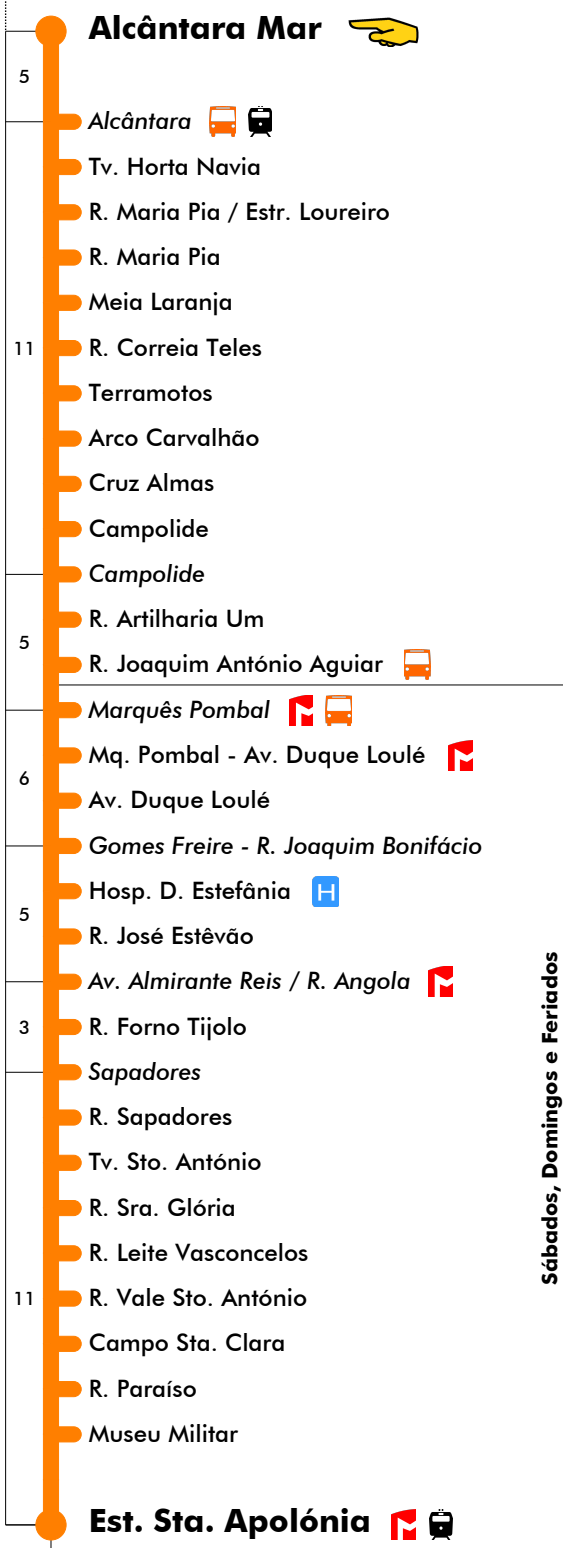 Alcântara Mar
5
Alcântara
Tv. Horta Navia
R. Maria Pia / Estr. Loureiro
R. Maria Pia
Meia Laranja
11
R. Correia Teles
Terramotos
Arco Carvalhão
Cruz Almas
Campolide
Campolide
R. Artilharia Um
5
R. Joaquim António Aguiar
Marquês Pombal
Mq. Pombal - Av. Duque Loulé
6
Av. Duque Loulé
Gomes Freire - R. Joaquim Bonifácio
Hosp. D. Estefânia H
5
R. José Estêvão
Av. Almirante Reis / R. Angola
3
R. Forno Tijolo
Sapadores
R. Sapadores
Tv. Sto. António
R. Sra. Glória
R. Leite Vasconcelos
11
R. Vale Sto. António
Campo Sta. Clara
R. Paraíso
Museu Militar
Est. Sta. Apolónia
Sábados, Domingos e Feriados